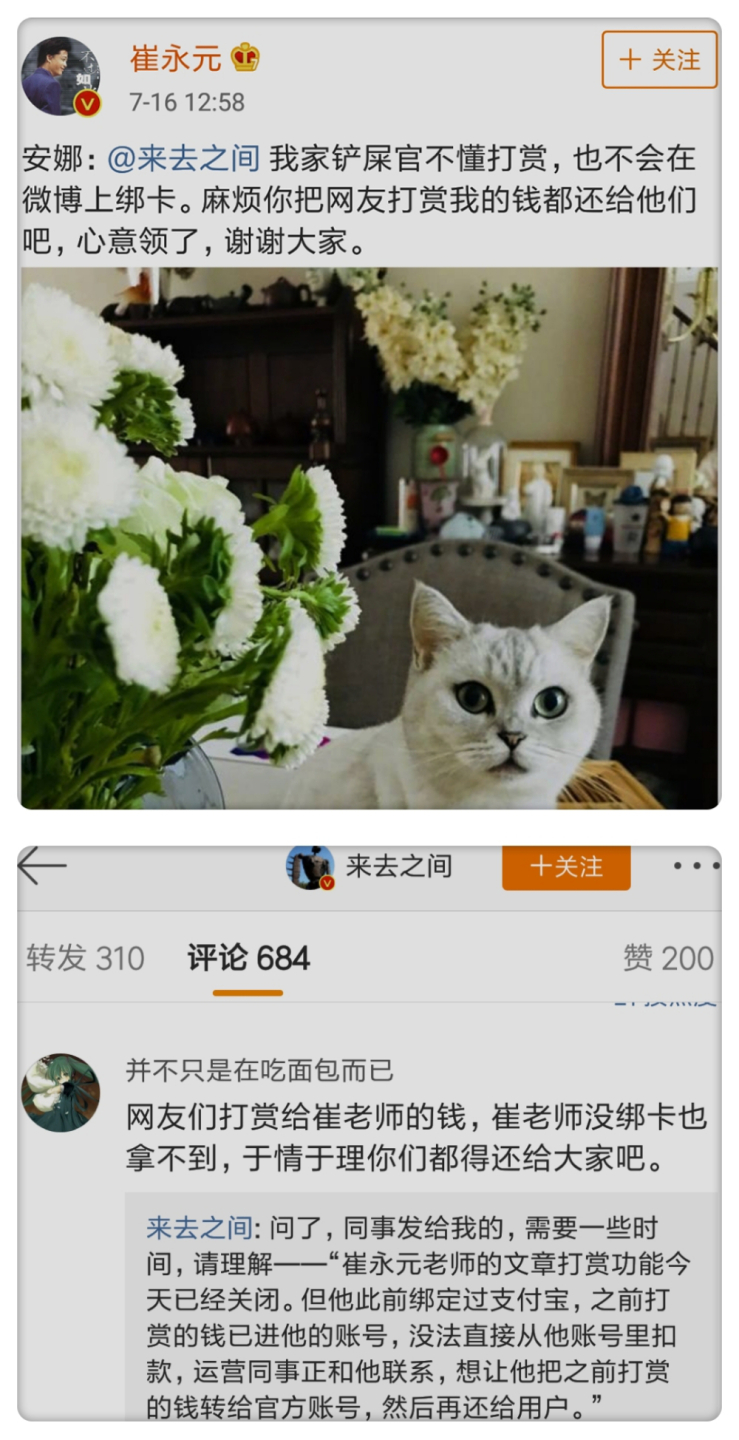 崔永元
+ 关注
7-16 12:58
安娜：@来去之间 我家铲屎官不懂打赏，也不会在
微博上绑卡。麻烦你把网友打赏我的钱都还给他们
吧，心意领了，谢谢大家。
来去之间
+关注
转发 310
评论 684
赞 200
并不只是在吃面包而已
网友们打赏给崔老师的钱，崔老师没绑卡也
拿不到，于情于理你们都得还给大家吧。
来去之间：问了，同事发给我的，需要一些时
间，请理解——“崔永元老师的文章打赏功能今
天已经关闭。但他此前绑定过支付宝，之前打
赏的钱已进他的账号，没法直接从他账号里扣
款，运营同事正和他联系，想让他把之前打赏
的钱转给官方账号，然后再还给用户。”